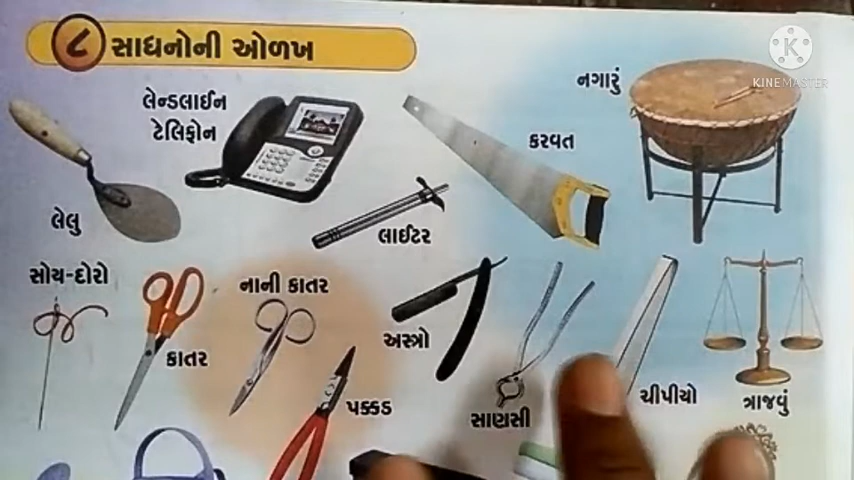 ૮ સાધનોની ઓળખ
લેન્ડલાઈન
ટેલિફોન
નગારું
કરવત
લેલુ
લાઈટર
સોય-દોરો
નાની કાતર
કાતર
અસ્ત્રો
પક્કડ
સાણસી
ચીપીયો
ત્રાજવું
K
KINEMASTER